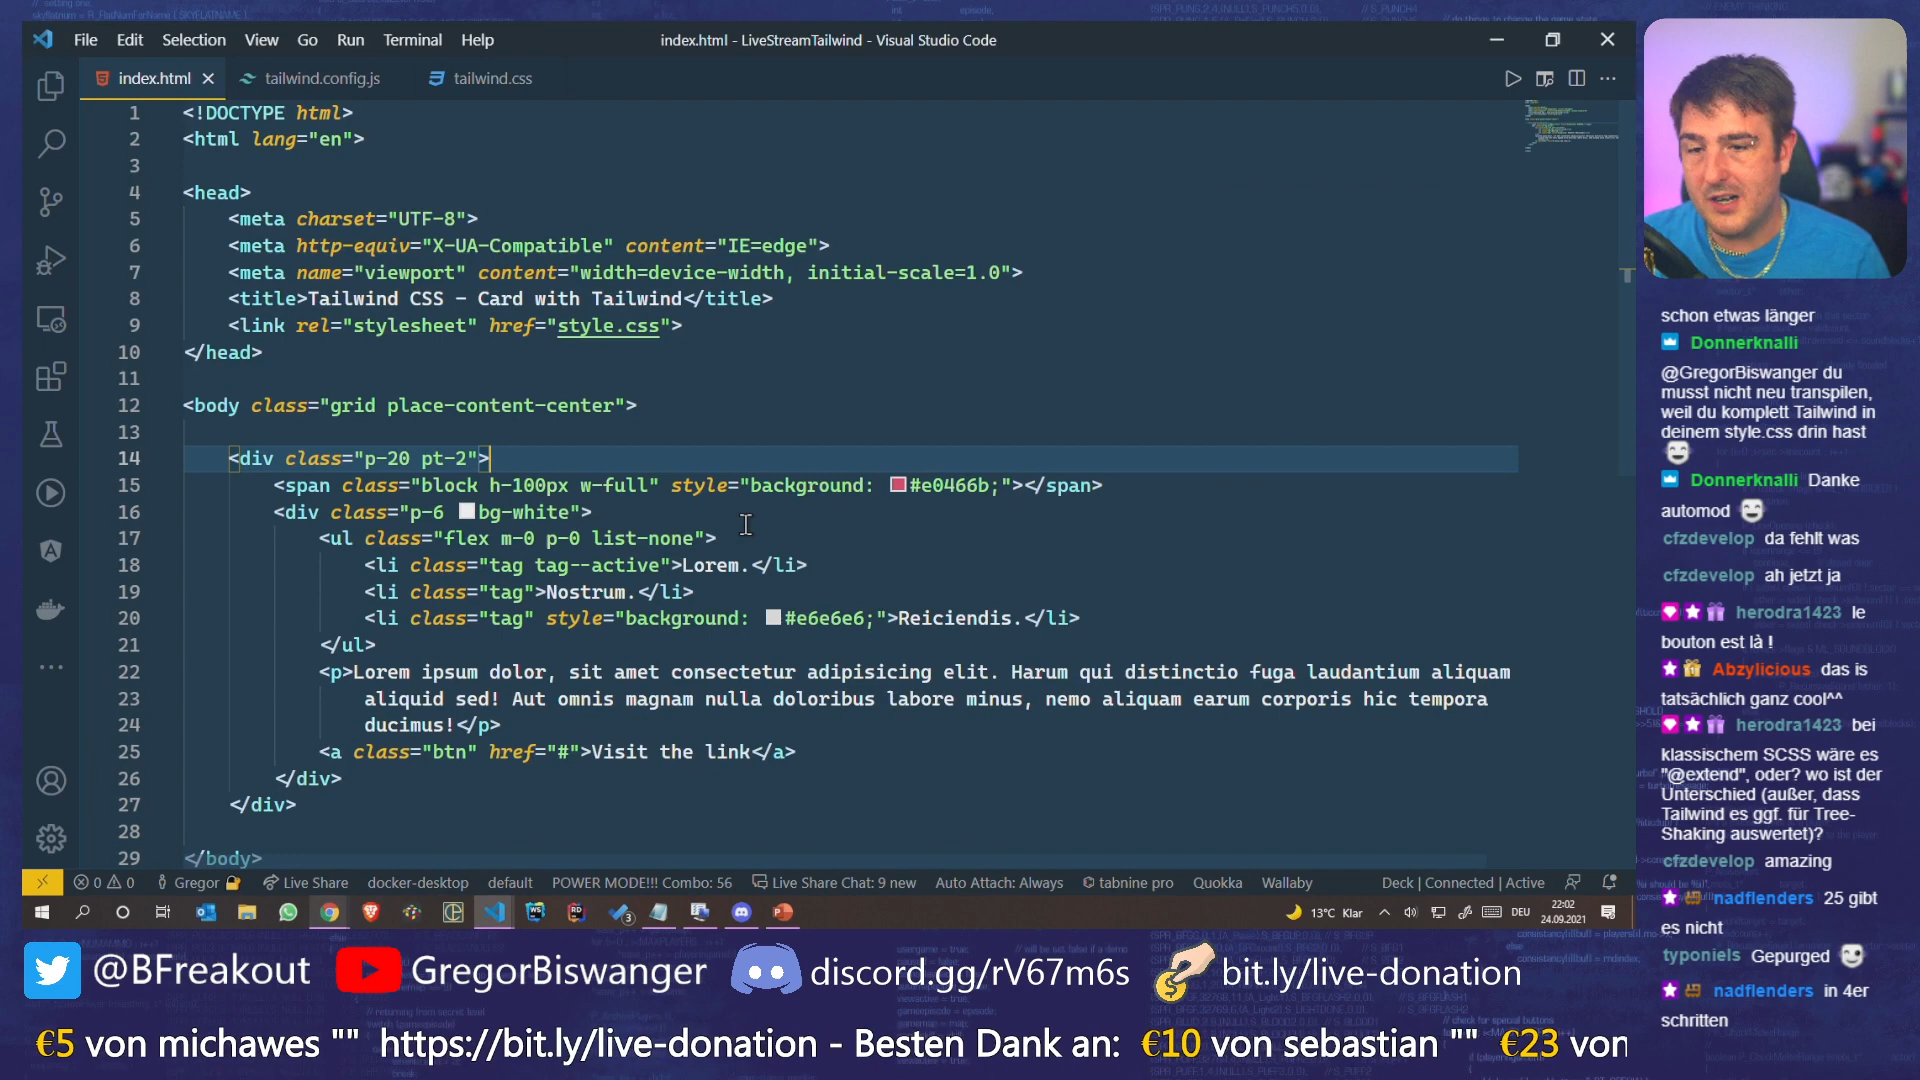 File Edit Selection View Go Run Terminal Help
index.html - LiveStreamTailwind - Visual Studio Code
index.html tailwind.config.js tailwind.css
1 <!DOCTYPE html>
2 <html lang="en">
3
4 <head>
5 <meta charset="UTF-8">
6 <meta http-equiv="X-UA-Compatible" content="IE=edge">
7 <meta name="viewport" content="width=device-width, initial-scale=1.0">
8 <title>Tailwind CSS - Card with Tailwind</title>
9 <link rel="stylesheet" href="style.css">
10 </head>
11
12 <body class="grid place-content-center">
13
14 <div class="p-20 pt-2">
15 <span class="block h-100px w-full" style="background: #e0466b;"></span>
16 <div class="p-6 bg-white">
17 <ul class="flex m-0 p-0 list-none">
18 <li class="tag tag--active">Lorem.</li>
19 <li class="tag">Nostrum.</li>
20 <li class="tag" style="background: #e6e6e6;">Reiciendis.</li>
21 </ul>
22 <p>Lorem ipsum dolor, sit amet consectetur adipisicing elit. Harum qui distinctio fuga laudantium aliquam
23 aliquid sed! Aut omnis magnam nulla doloribus labore minus, nemo aliquam earum corporis hic tempora
24 ducimus!</p>
25 <a class="btn" href="#">Visit the link</a>
26 </div>
27 </div>
28
29 </body>
0 0 Gregor Live Share docker-desktop default POWER MODE!!! Combo: 56 Live Share Chat: 9 new Auto Attach: Always tabnine pro Quokka Wallaby Deck | Connected | Active
3 13°C Klar DEU 22:02
24.09.2021
schon etwas länger
Donnerknalli
@GregorBiswanger du
musst nicht neu transpilen,
weil du komplett Tailwind in
deinem style.css drin hast
Donnerknalli Danke
automod
cfzdevelop da fehlt was
cfzdevelop ah jetzt ja
herodra1423 le
bouton est là !
Abzylicious das is
tatsächlich ganz cool^^
herodra1423 bei
klassischem SCSS wäre es
"@extend", oder? wo ist der
Unterschied (außer, dass
Tailwind es ggf. für Tree-
Shaking auswertet)?
cfzdevelop amazing
nadflenders 25 gibt
es nicht
typoniels Gepurged
nadflenders in 4er
schritten
@BFreakout GregorBiswanger discord.gg/rV67m6s bit.ly/live-donation
€5 von michawes "" https://bit.ly/live-donation - Besten Dank an: €10 von sebastian "" €23 von